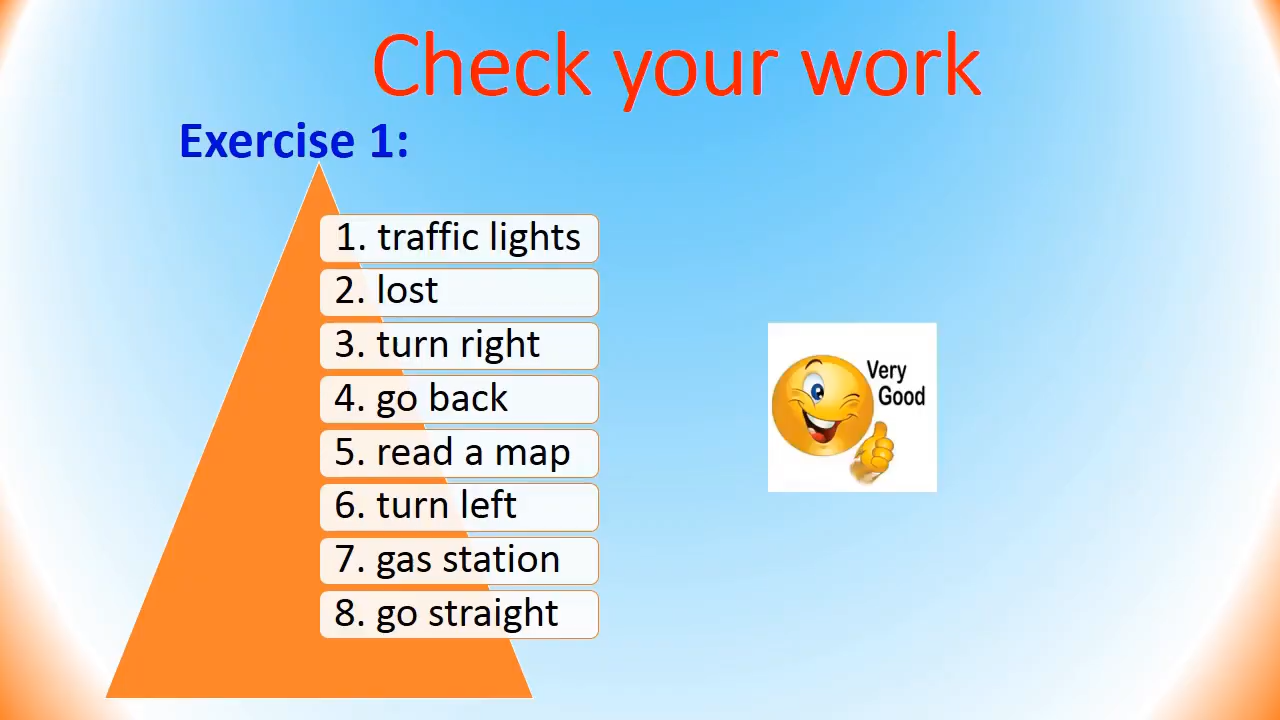 Check your work
Exercise 1:
1. traffic lights
2. lost
3. turn right
4. go back
5. read a map
6. turn left
7. gas station
8. go straight
Very
Good